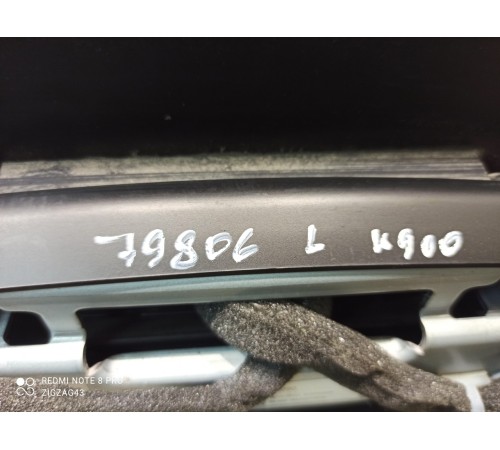 79806 L K900
REDMI NOTE 8 PRO
ZIGZAG43